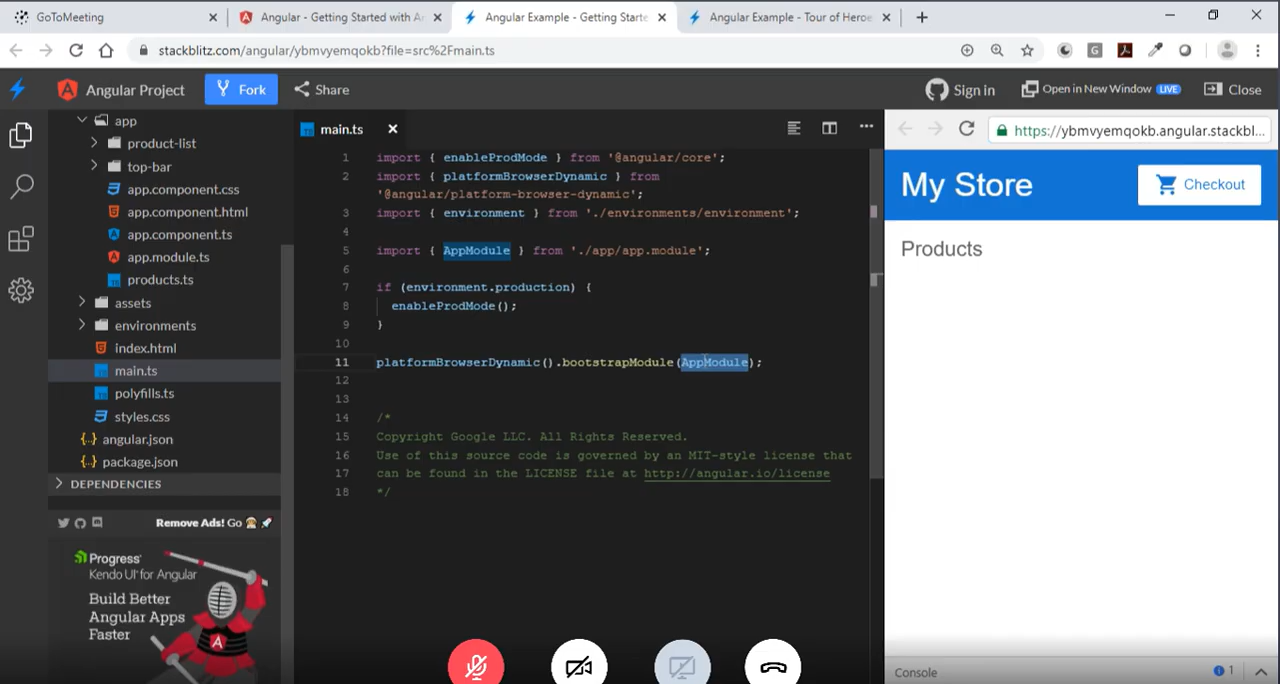 GoToMeeting
Angular - Getting Started with An
Angular Example - Getting Starte
Angular Example - Tour of Heroe
stackblitz.com/angular/ybmvyemqokb?file=src%2Fmain.ts
Angular Project
Fork
Share
Sign in
Open in New Window LIVE
Close
app
product-list
top-bar
app.component.css
app.component.html
app.component.ts
app.module.ts
products.ts
assets
environments
index.html
main.ts
polyfills.ts
styles.css
angular.json
package.json
DEPENDENCIES
Remove Ads! Go
Progress
Kendo UI for Angular
Build Better
Angular Apps
Faster
main.ts
1 import { enableProdMode } from '@angular/core';
2 import { platformBrowserDynamic } from
'@angular/platform-browser-dynamic';
3 import { environment } from './environments/environment';
4
5 import { AppModule } from './app/app.module';
6
7 if (environment.production) {
8 enableProdMode();
9 }
10
11 platformBrowserDynamic().bootstrapModule(AppModule);
12
13
14 /*
15 Copyright Google LLC. All Rights Reserved.
16 Use of this source code is governed by an MIT-style license that
17 can be found in the LICENSE file at http://angular.io/license
18 */
https://ybmvyemqokb.angular.stackbl...
My Store
Checkout
Products
Console
1